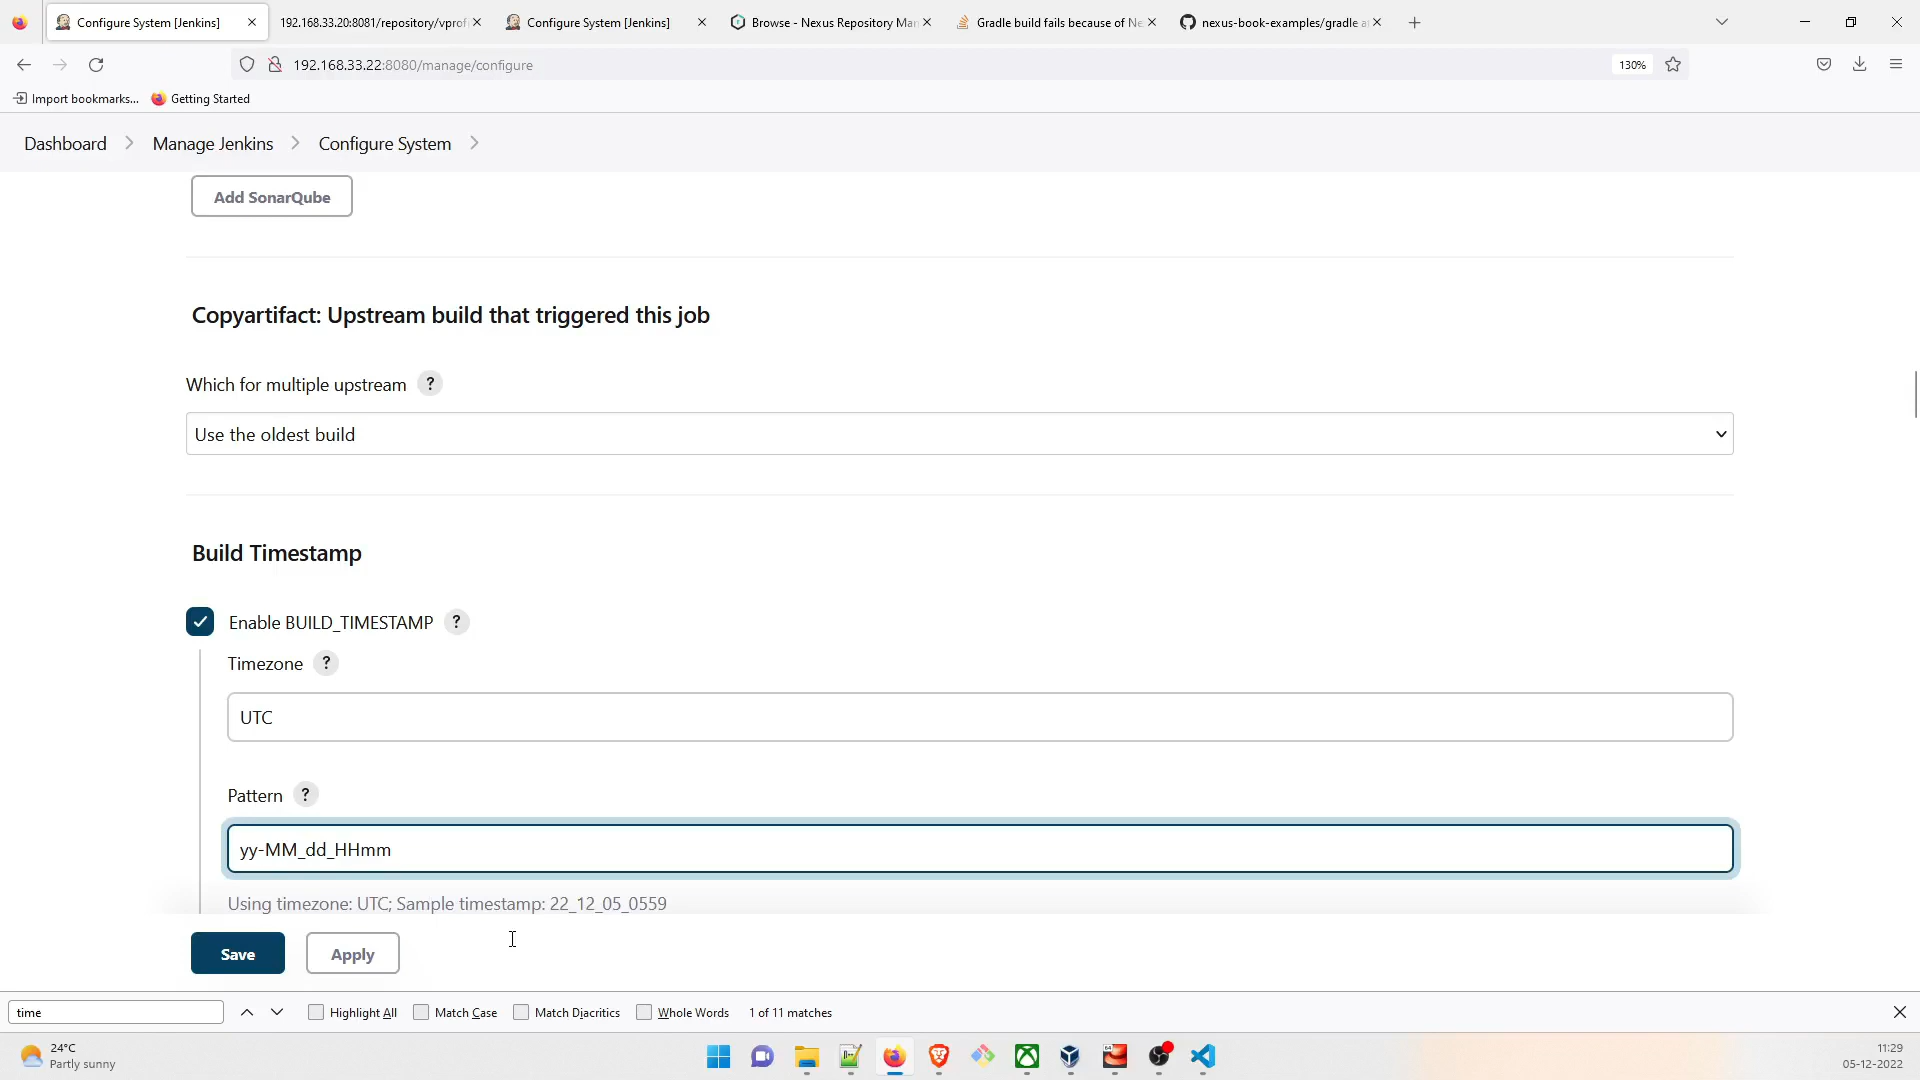 Configure System [Jenkins]
192.168.33.20:8081/repository/vprof
Configure System [Jenkins]
Browse - Nexus Repository Man
Gradle build fails because of Ne
nexus-book-examples/gradle a
192.168.33.22:8080/manage/configure
130%
Import bookmarks...
Getting Started
Dashboard
Manage Jenkins
Configure System
Add SonarQube
Copyartifact: Upstream build that triggered this job
Which for multiple upstream ?
Use the oldest build
Build Timestamp
Enable BUILD_TIMESTAMP ?
Timezone ?
UTC
Pattern ?
yy-MM_dd_HHmm
Using timezone: UTC; Sample timestamp: 22_12_05_0559
Save
Apply
time
Highlight All
Match Case
Match Diacritics
Whole Words
1 of 11 matches
24°C
Partly sunny
11:29
05-12-2022